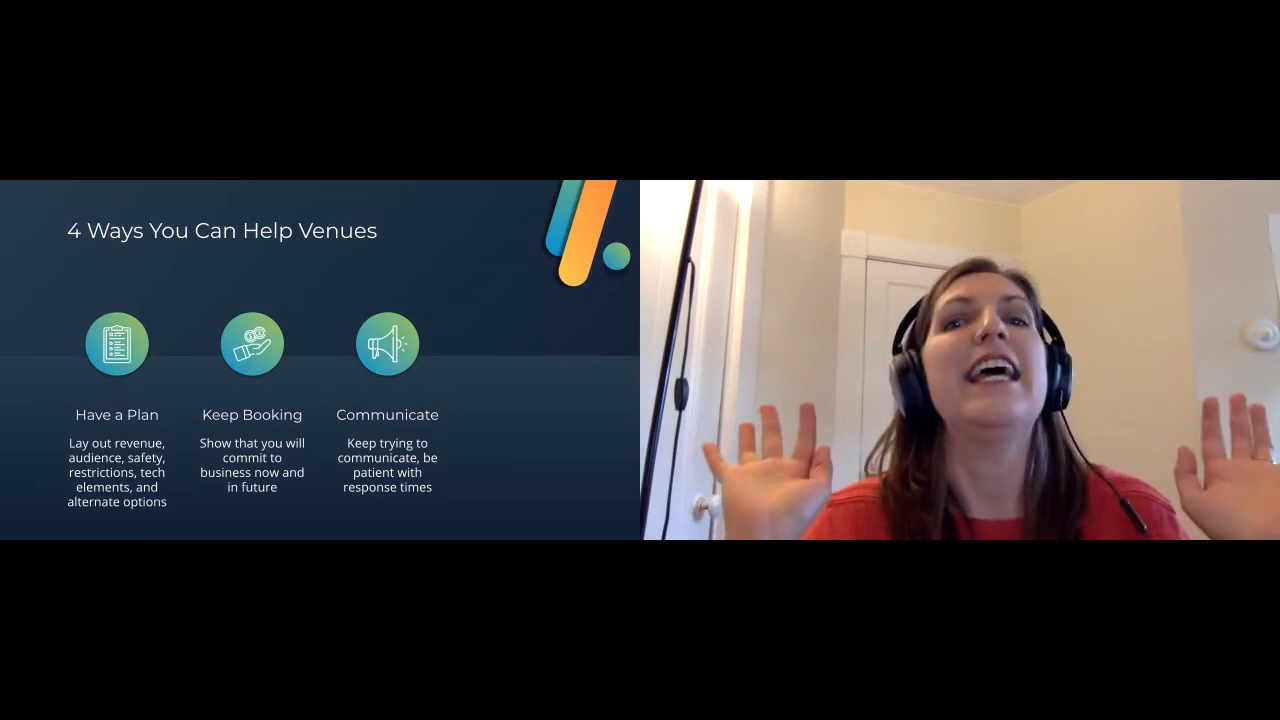 4 Ways You Can Help Venues
Have a Plan
Lay out revenue,
audience, safety,
restrictions, tech
elements, and
alternate options
Keep Booking
Show that you will
commit to
business now and
in future
Communicate
Keep trying to
communicate, be
patient with
response times